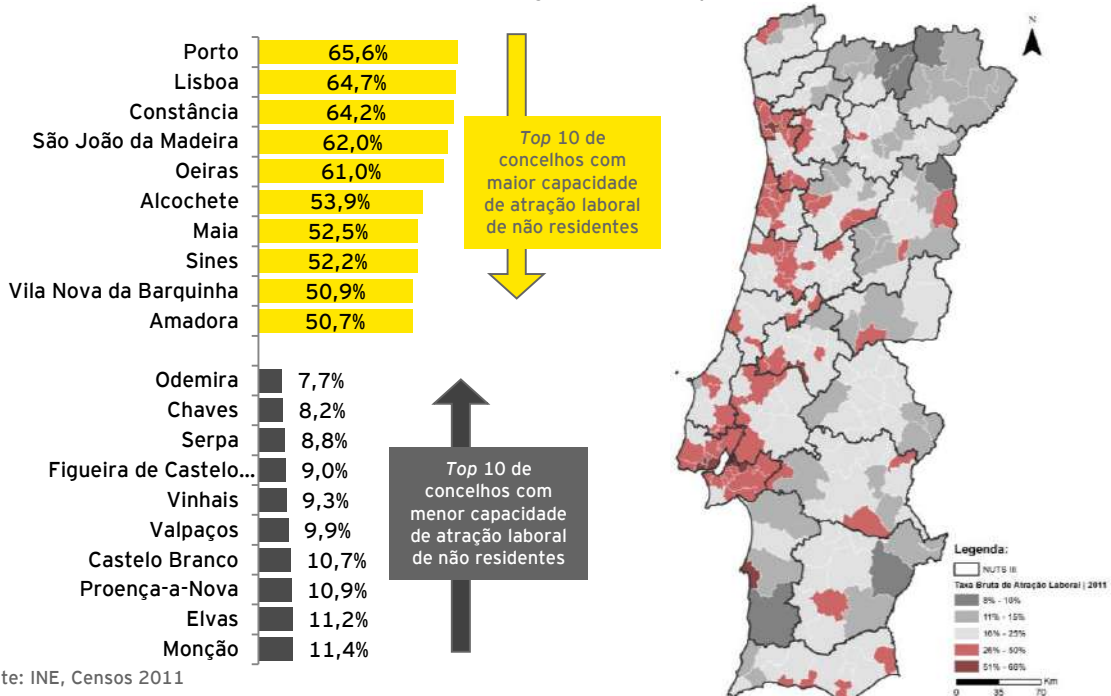 Porto 65,6%
Lisboa 64,7%
Constância 64,2%
São João da Madeira 62,0%
Oeiras 61,0%
Alcochete 53,9%
Maia 52,5%
Sines 52,2%
Vila Nova da Barquinha 50,9%
Amadora 50,7%
Top 10 de
concelhos com
maior capacidade
de atração laboral
de não residentes
Odemira 7,7%
Chaves 8,2%
Serpa 8,8%
Figueira de Castelo... 9,0%
Vinhais 9,3%
Valpaços 9,9%
Castelo Branco 10,7%
Proença-a-Nova 10,9%
Elvas 11,2%
Monção 11,4%
Top 10 de
concelhos com
menor capacidade
de atração laboral
de não residentes
te: INE, Censos 2011
N
Legenda:
NUTS III
Taxa Bruta de Atração Laboral | 2011
8% - 10%
11% - 15%
16% - 25%
26% - 50%
51% - 66%
Km
0 35 70